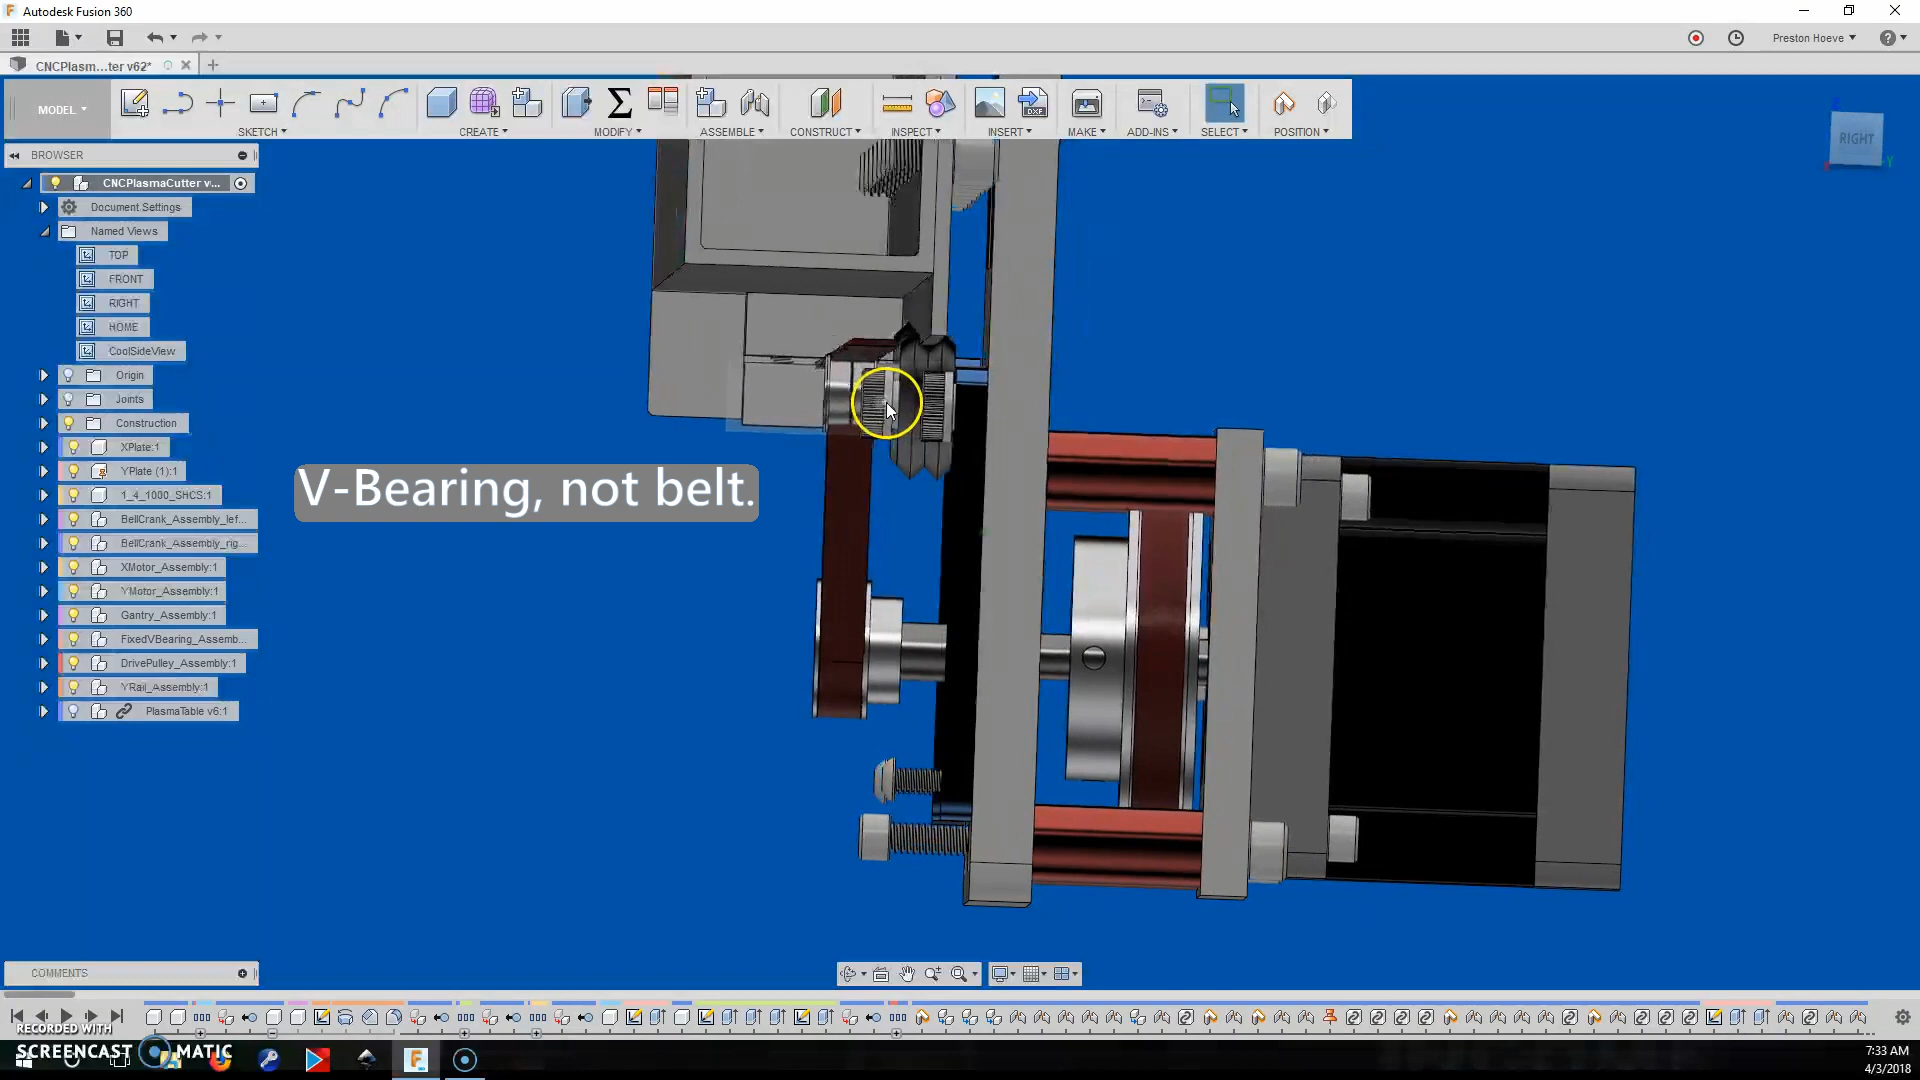 Autodesk Fusion 360
Preston Hoeve
CNCPlasm...ter v62*
MODEL
SKETCH
CREATE
MODIFY
ASSEMBLE
CONSTRUCT
INSPECT
INSERT
MAKE
ADD-INS
SELECT
POSITION
RIGHT
BROWSER
CNCPlasmaCutter v...
Document Settings
Named Views
TOP
FRONT
RIGHT
HOME
CoolSideView
Origin
Joints
Construction
XPlate:1
YPlate (1):1
1_4_1000_SHCS:1
BellCrank_Assembly_lef...
BellCrank_Assembly_rig...
XMotor_Assembly:1
YMotor_Assembly:1
Gantry_Assembly:1
FixedVBearing_Assemb...
DrivePulley_Assembly:1
YRail_Assembly:1
PlasmaTable v6:1
V-Bearing, not belt.
COMMENTS
RECORDED WITH
SCREENCAST MATIC
7:33 AM
4/3/2018